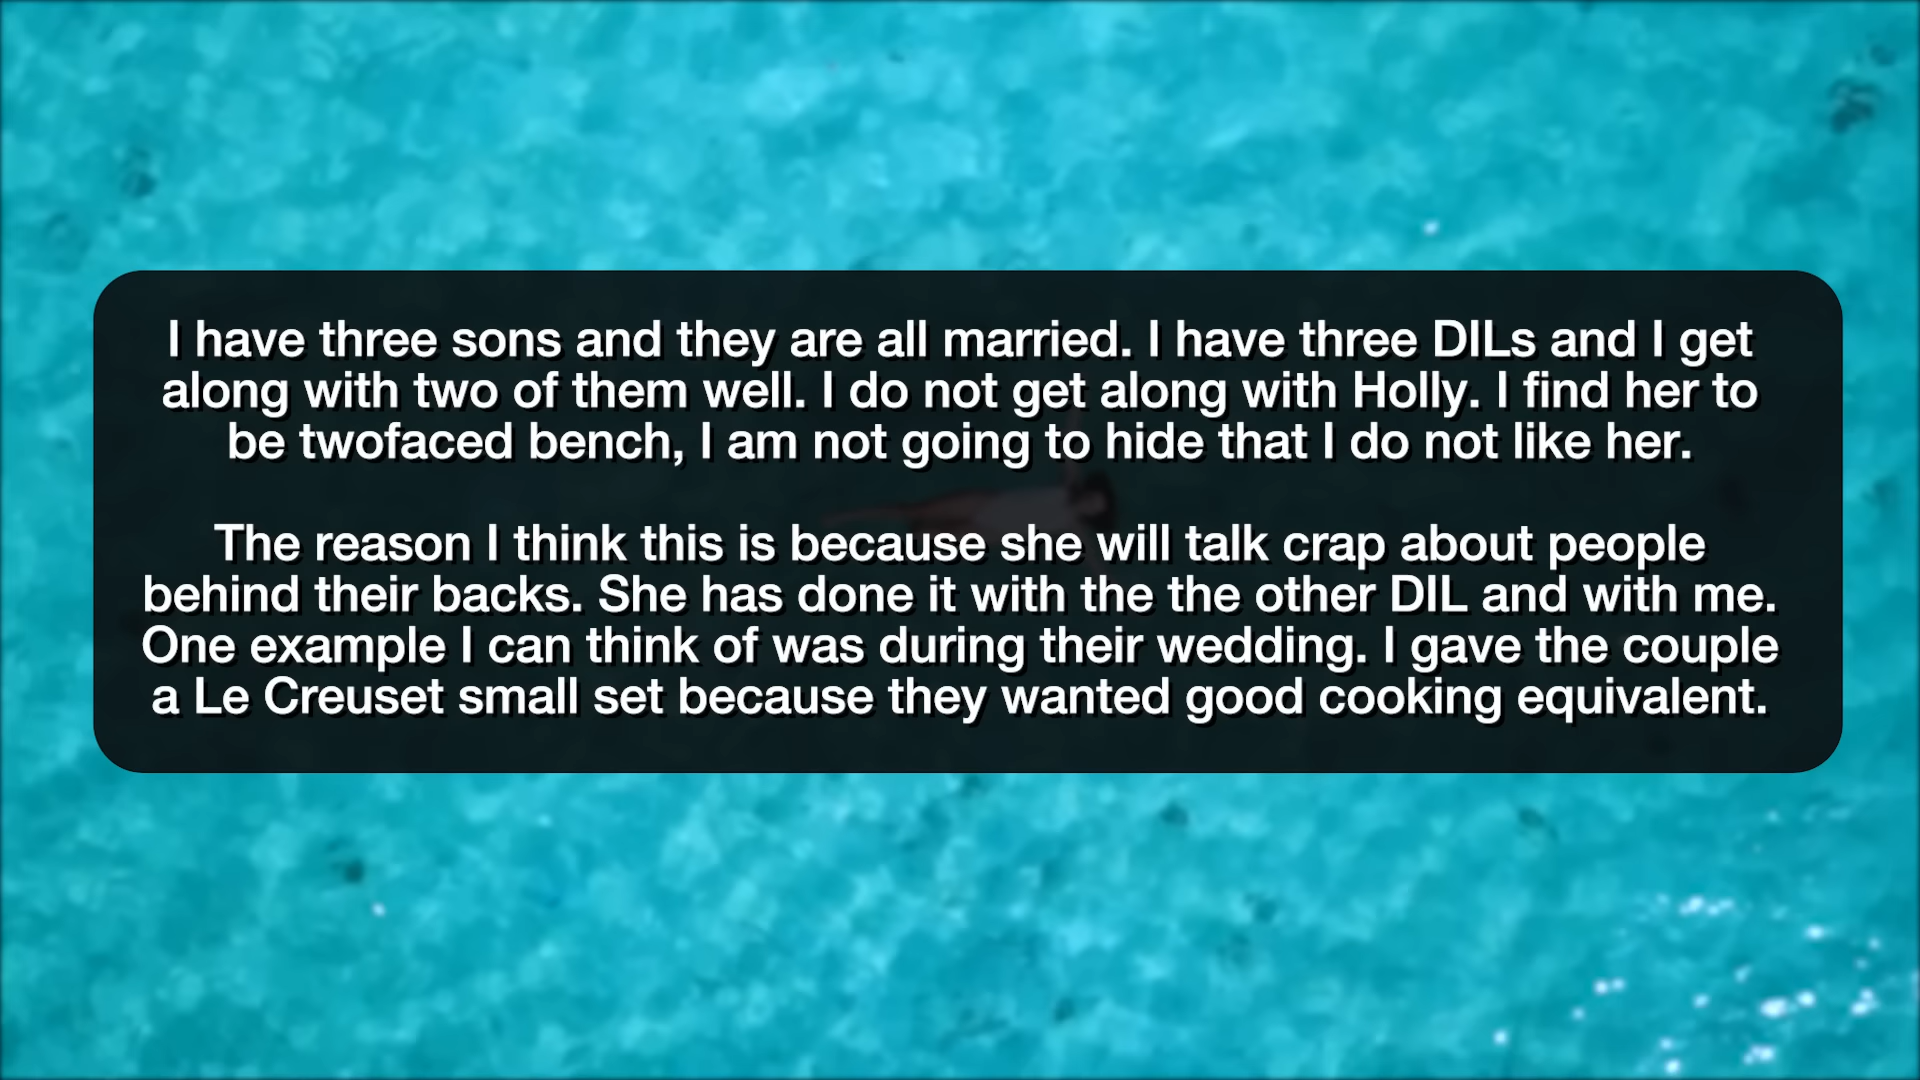 I have three sons and they are all married. I have three DILs and I get
along with two of them well. I do not get along with Holly. I find her to
be twofaced bench, I am not going to hide that I do not like her.
The reason I think this is because she will talk crap about people
behind their backs. She has done it with the the other DIL and with me.
One example I can think of was during their wedding. I gave the couple
a Le Creuset small set because they wanted good cooking equivalent.